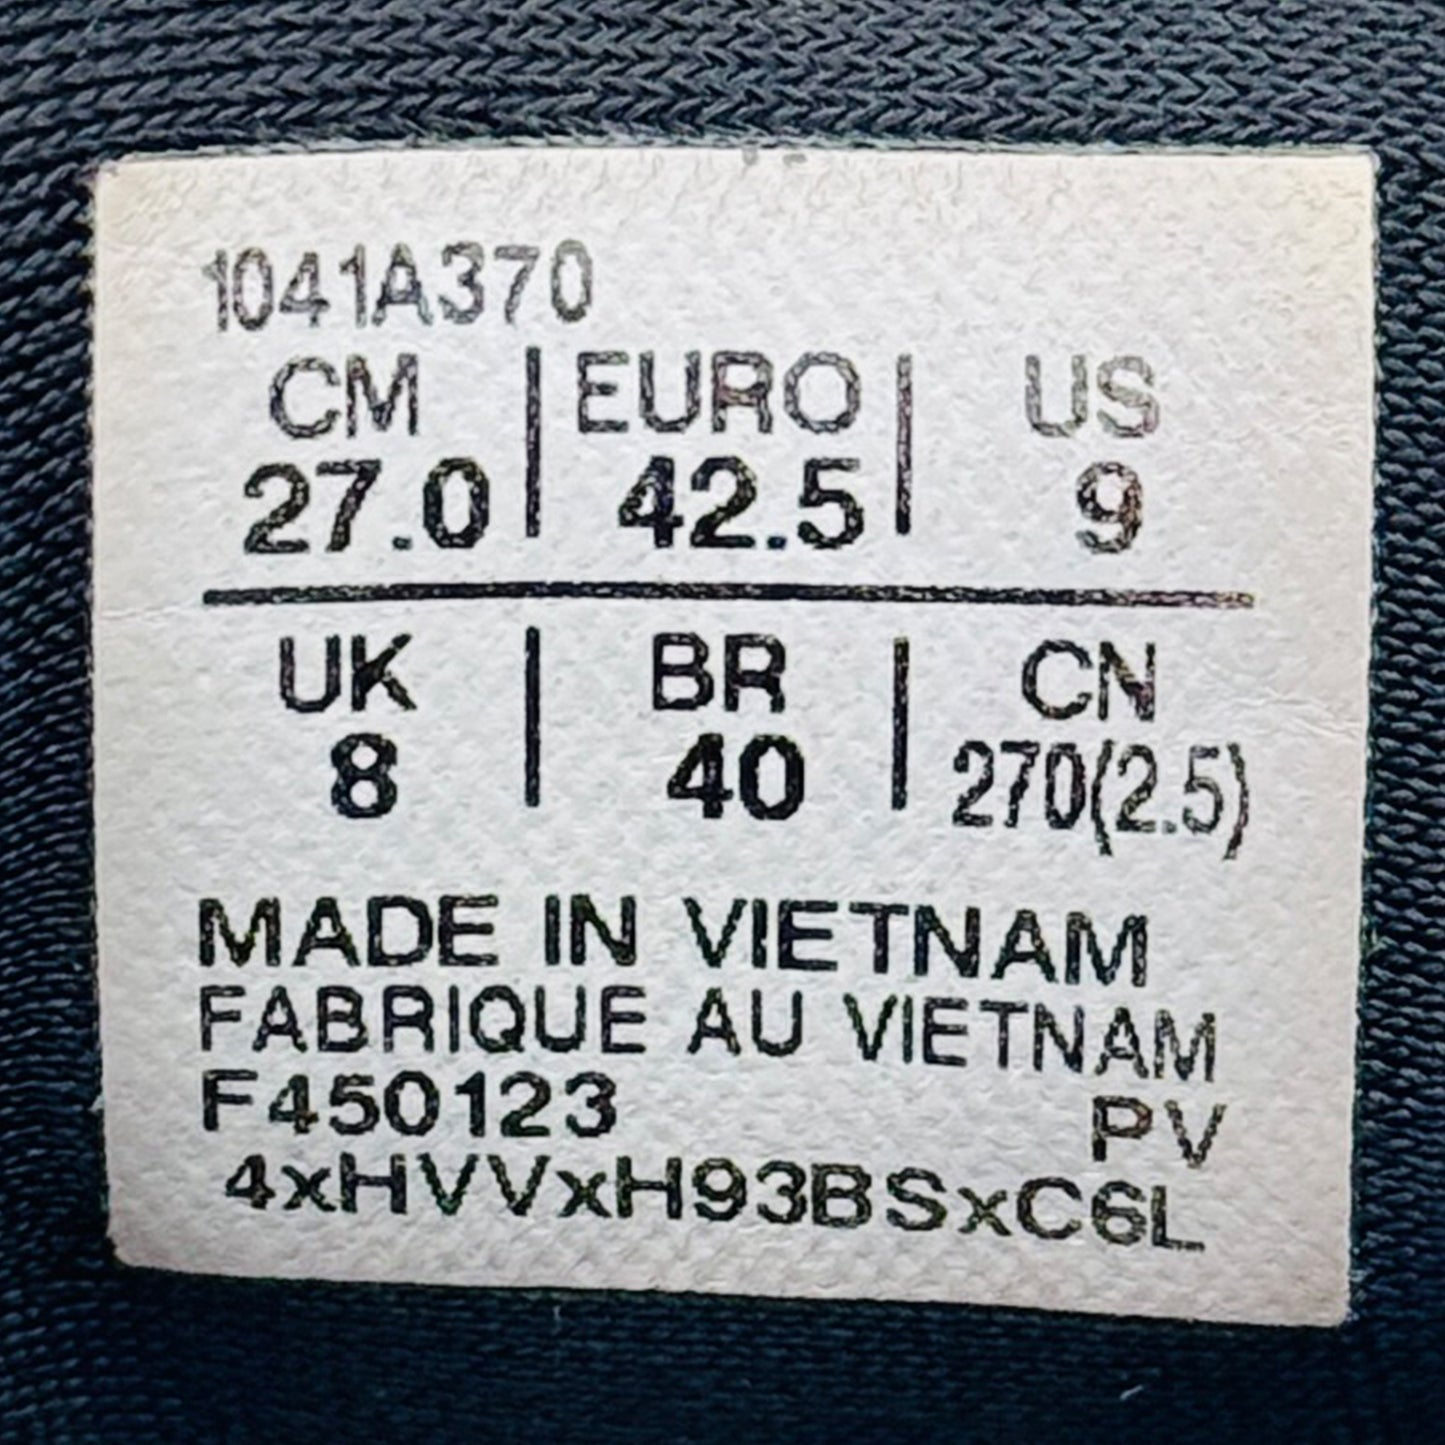 1041A370
CM EURO US
27.0 42.5 9
UK BR CN
8 40 270(2.5)
MADE IN VIETNAM
FABRIQUE AU VIETNAM
F450123 PV
4xHVVxH93BSxC6L